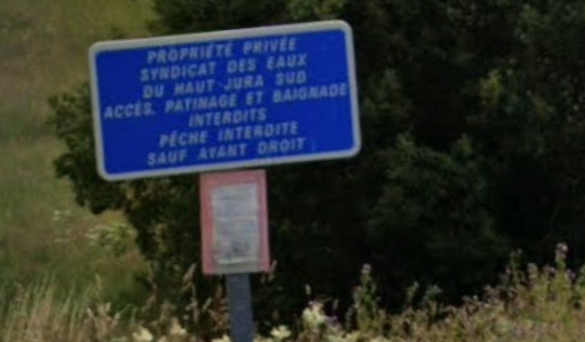 PROPRIÉTÉ PRIVÉE
SYNDICAT DES EAUX
DU HAUT-JURA SUD
ACCÈS, PATINAGE ET BAIGNADE
INTERDITS
PÊCHE INTERDITE
SAUF AYANT DROIT